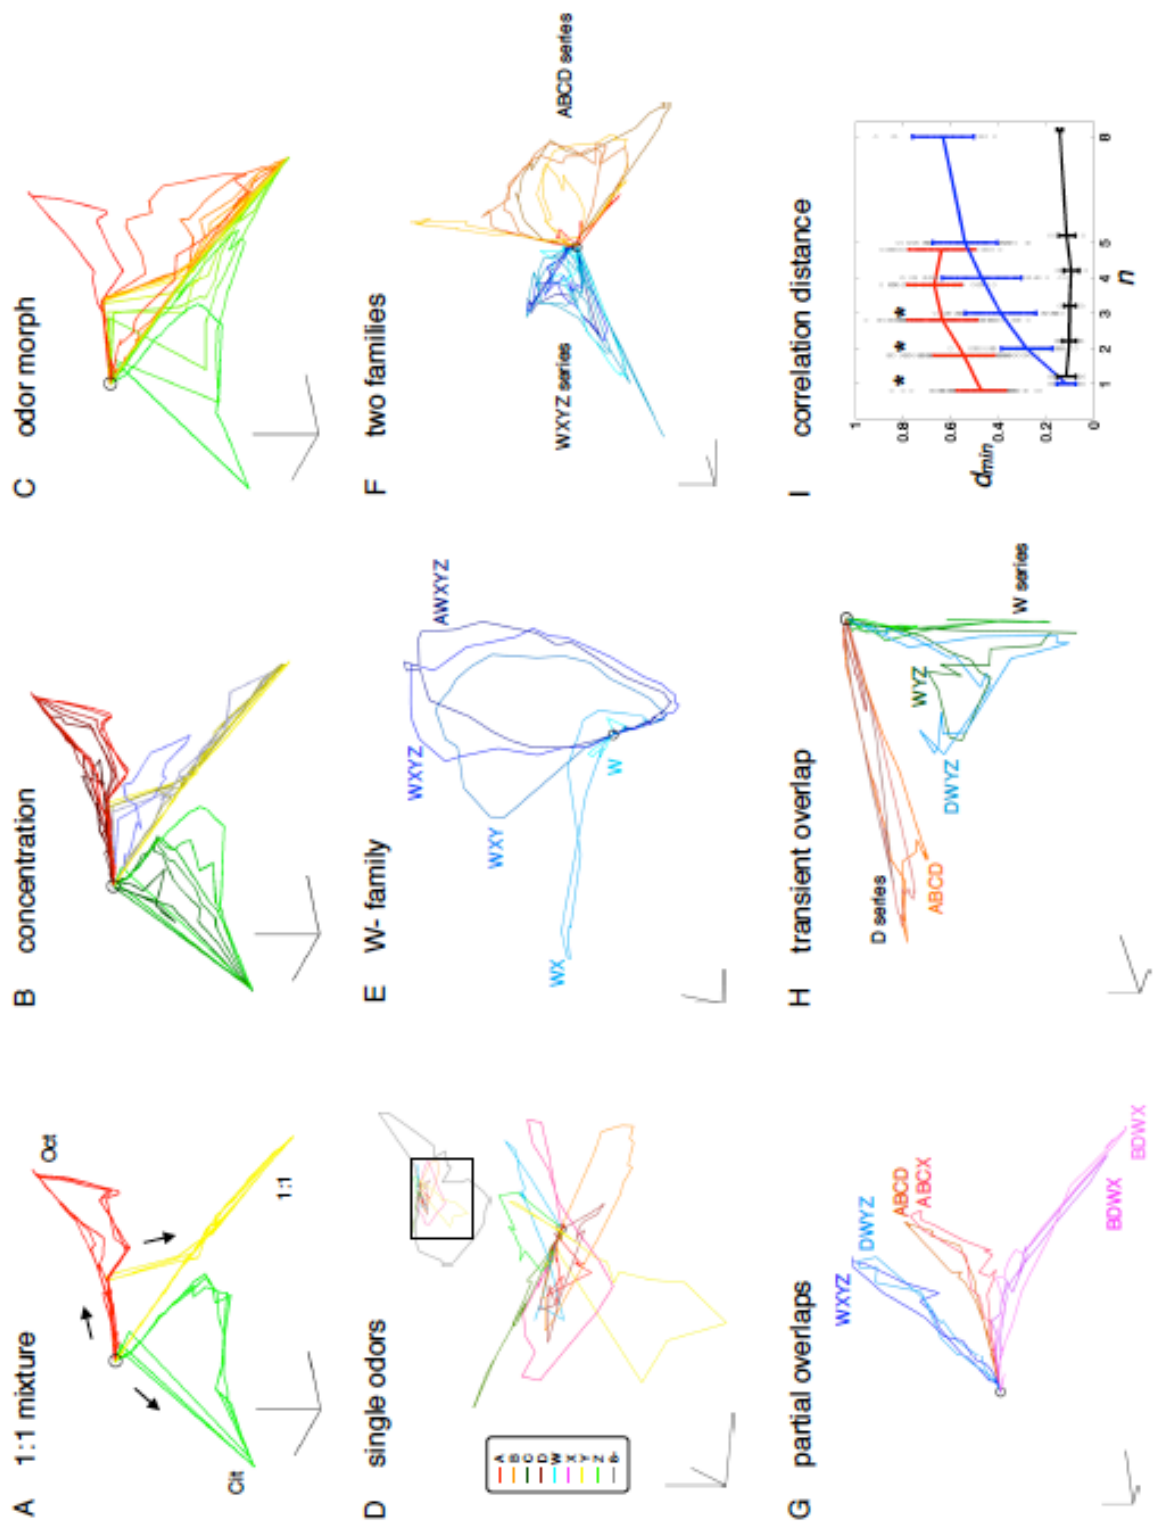 A 1:1 mixture
Oct
1:1
Cit
B concentration
C odor morph
D single odors
A
B
C
D
W
X
Y
Z
8-
E W- family
AWXYZ
WXYZ
WXY
W
WX
F two families
ABCD series
WXYZ series
G partial overlaps
WXYZ
DWYZ
ABCD
ABCX
BDWX
BDWX
H transient overlap
D series
ABCD
DWYZ
WYZ
W series
I correlation distance
1
0.8
0.6
0.4
0.2
0
dmin
* * *
1 2 3 4 5 8
n